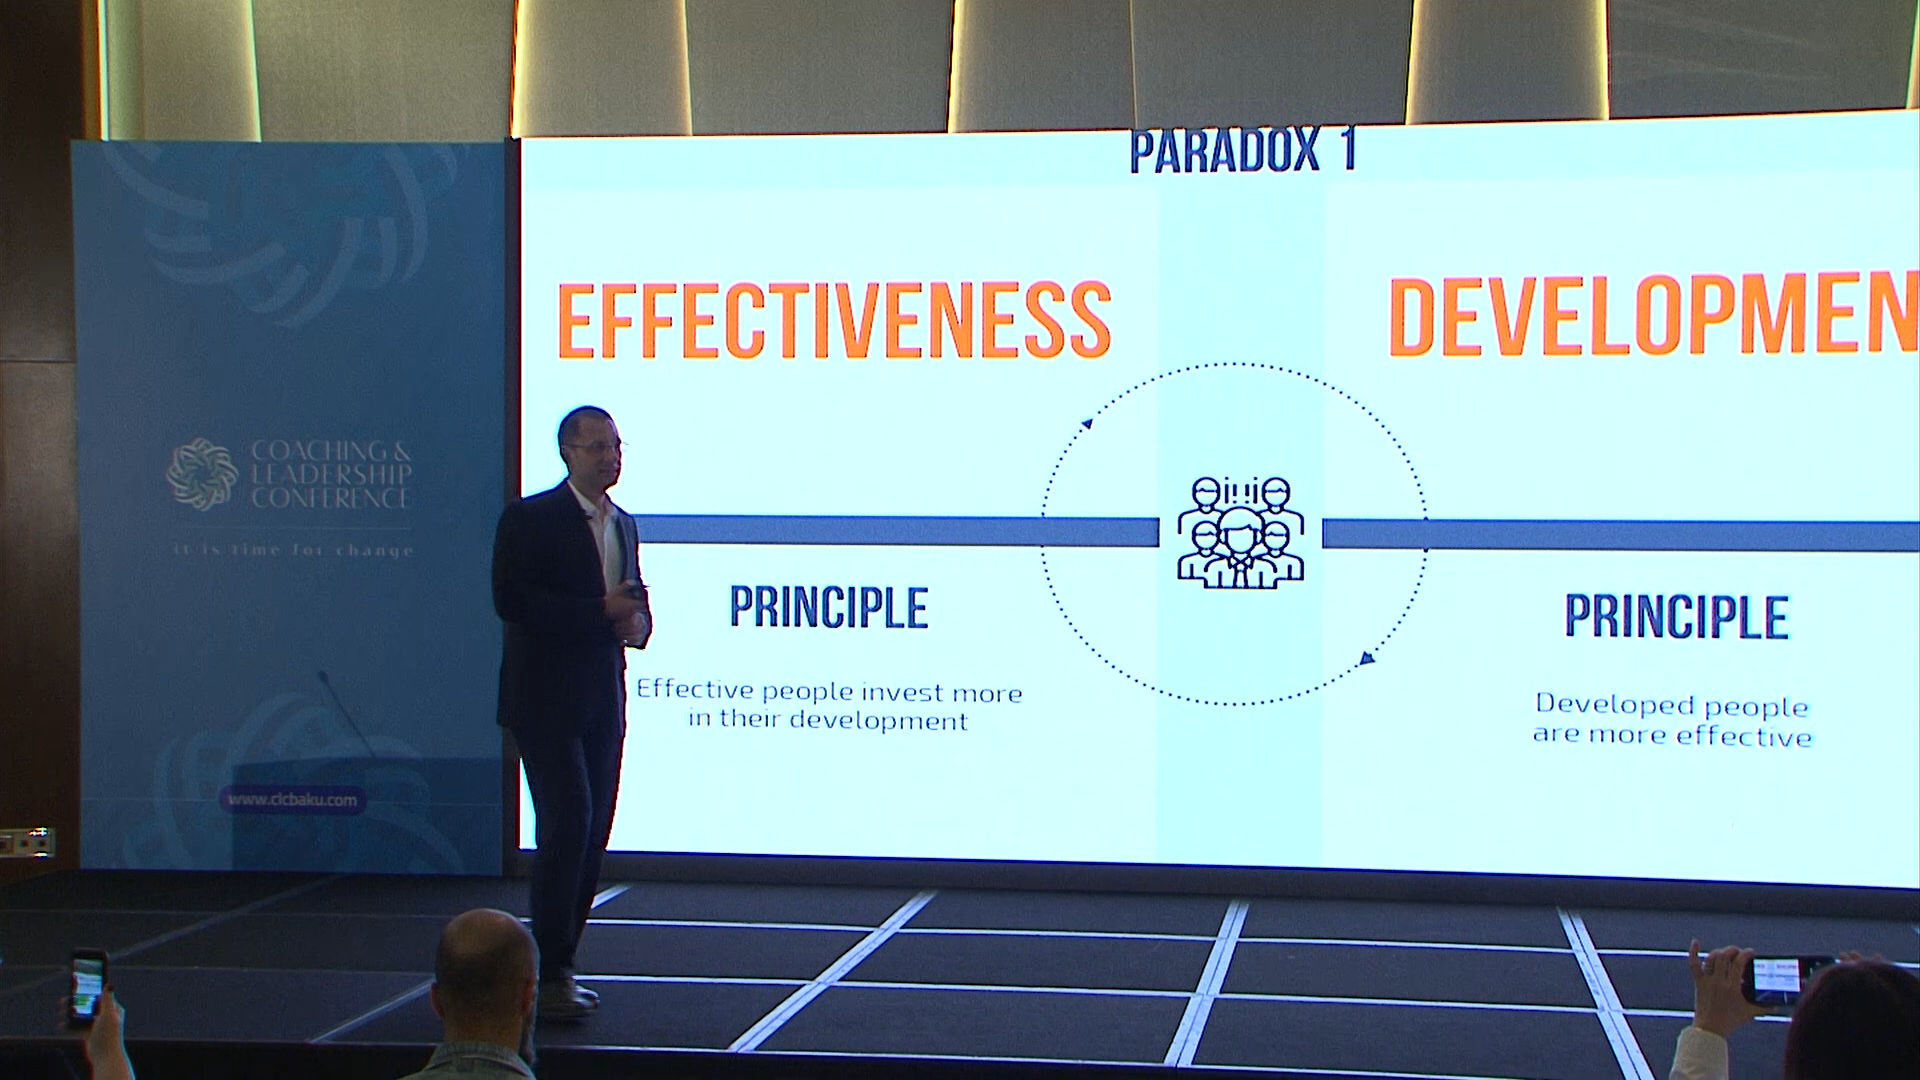 PARADOX 1
EFFECTIVENESS
DEVELOPMEN
PRINCIPLE
Effective people invest more
in their development
PRINCIPLE
Developed people
are more effective
COACHING &
LEADERSHIP
CONFERENCE
it is time for change
www.clcbaku.com